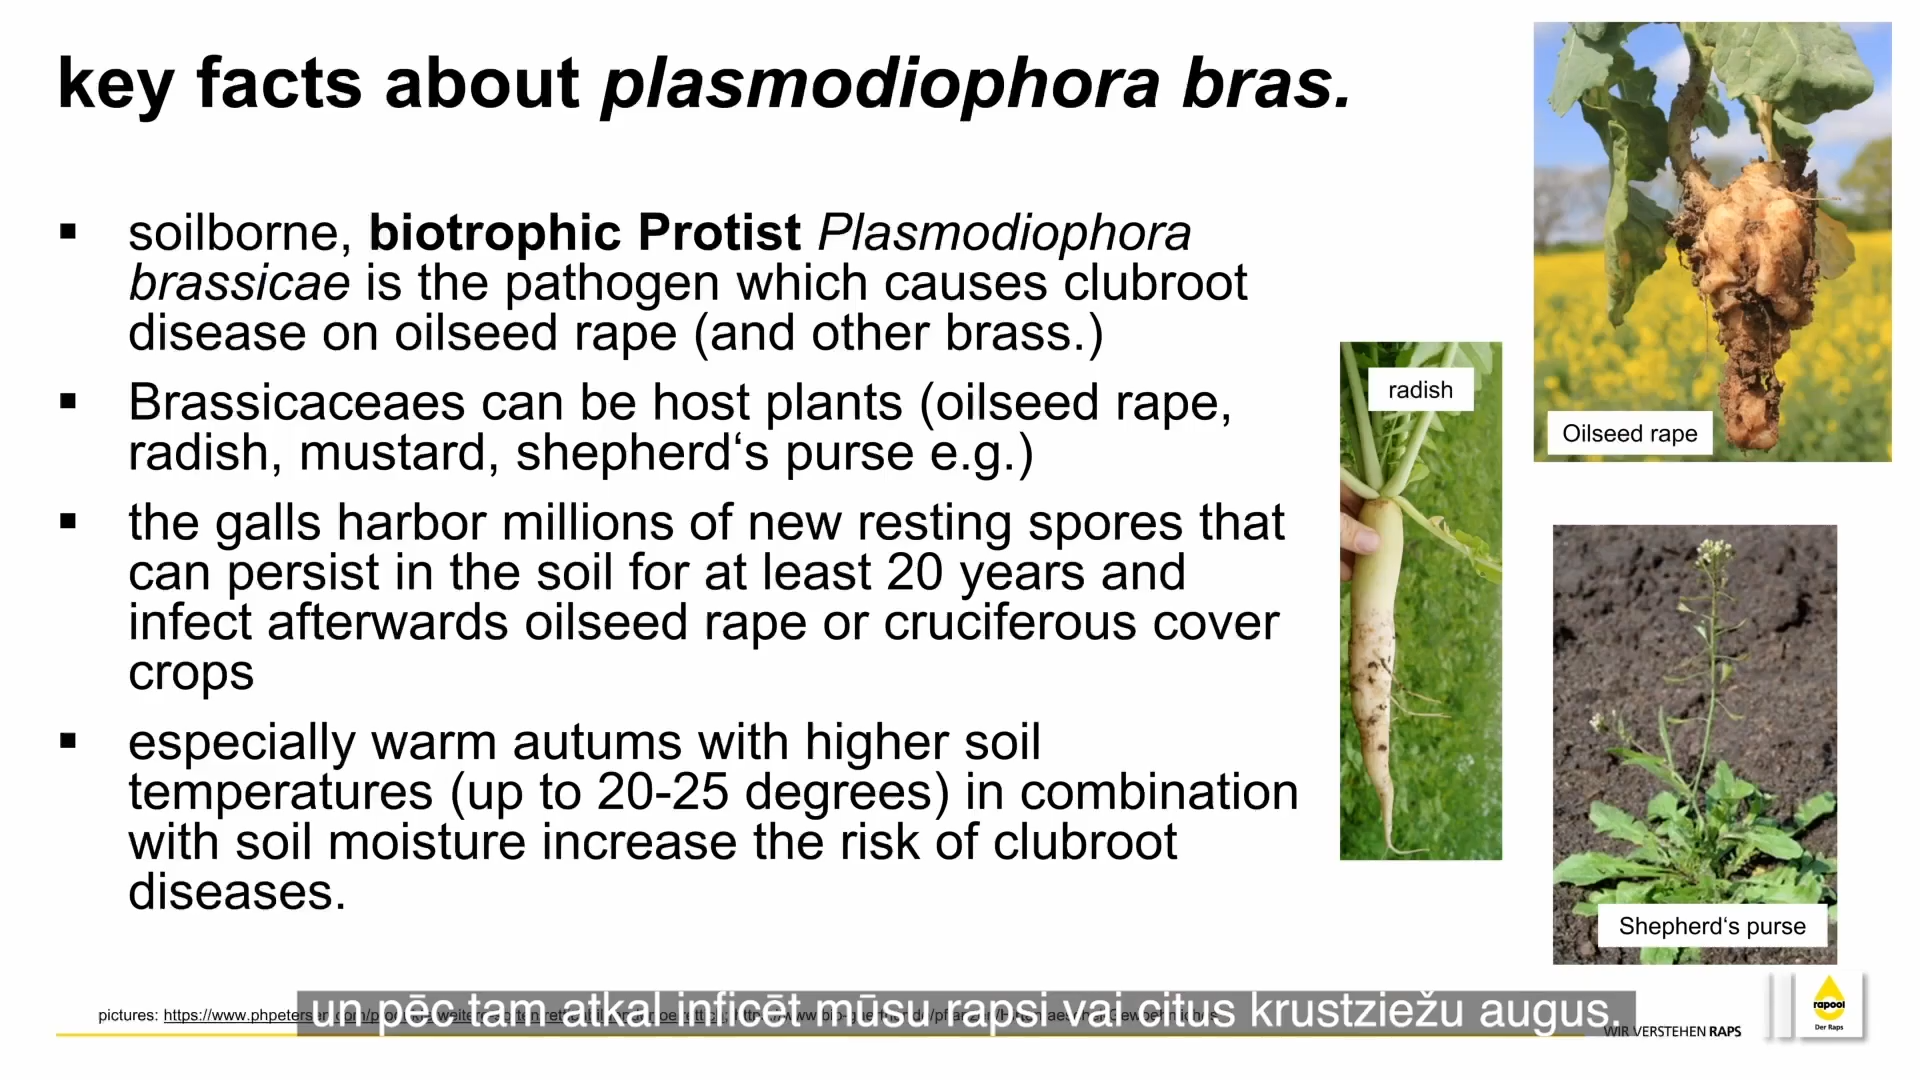 key facts about plasmodiophora bras.
▪ soilborne, biotrophic Protist Plasmodiophora
brassicae is the pathogen which causes clubroot
disease on oilseed rape (and other brass.)
▪ Brassicaceaes can be host plants (oilseed rape,
radish, mustard, shepherd‘s purse e.g.)
▪ the galls harbor millions of new resting spores that
can persist in the soil for at least 20 years and
infect afterwards oilseed rape or cruciferous cover
crops
▪ especially warm autums with higher soil
temperatures (up to 20-25 degrees) in combination
with soil moisture increase the risk of clubroot
diseases.
radish
Oilseed rape
Shepherd‘s purse
pictures: https://www.phpeters
un pēc tam atkal inficēt mūsu rapsi vai citus krustziežu augus.
WIR VERSTEHEN RAPS
rapool
Der Raps